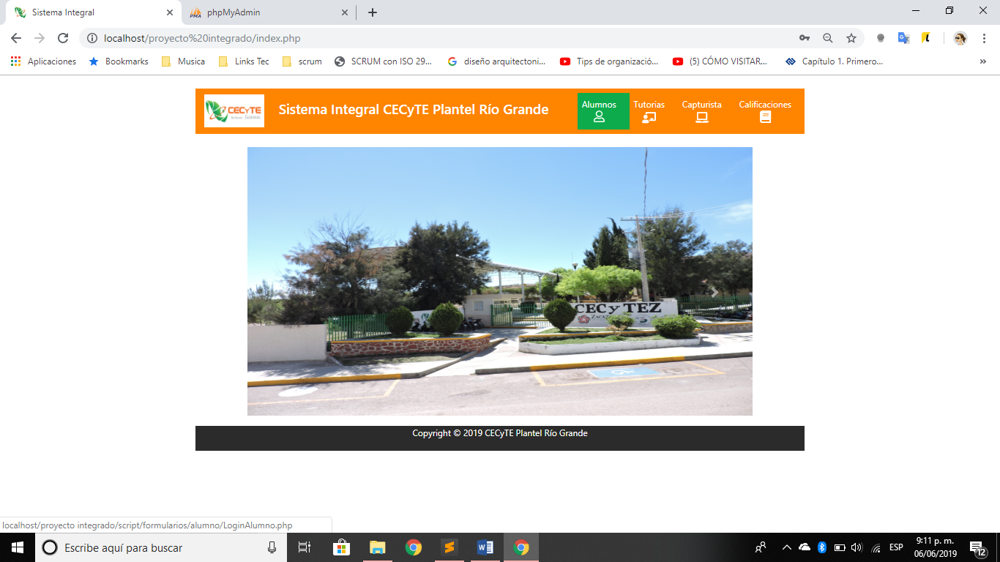 Sistema Integral
phpMyAdmin
localhost/proyecto%20integrado/index.php
Aplicaciones Bookmarks Musica Links Tec scrum SCRUM con ISO 29... diseño arquitectoni... Tips de organizació... (5) CÓMO VISITAR... Capítulo 1. Primero... »
CECyTE
Sistema Integral CECyTE Plantel Río Grande
Alumnos Tutorias Capturista Calificaciones
CECyTEZ
Copyright © 2019 CECyTE Plantel Río Grande
localhost/proyecto integrado/script/formularios/alumno/LoginAlumno.php
Escribe aquí para buscar
ESP
9:11 p. m.
06/06/2019
12